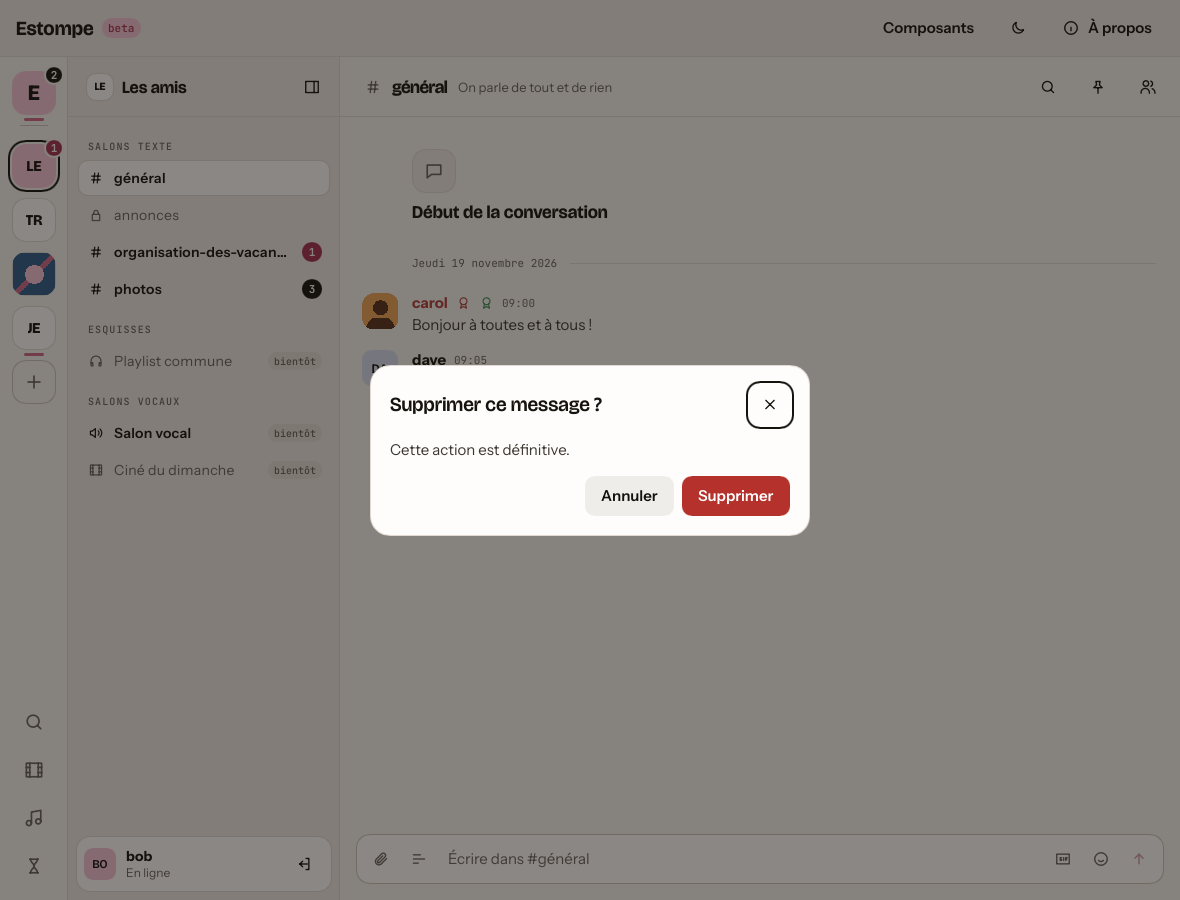 Estompe beta
Composants
À propos
E 2
LE 1
TR
JE
LE Les amis
SALONS TEXTE
général
annonces
organisation-des-vacan... 1
photos 3
ESQUISSES
Playlist commune bientôt
SALONS VOCAUX
Salon vocal bientôt
Ciné du dimanche bientôt
BO bob
En ligne
# général On parle de tout et de rien
Début de la conversation
Jeudi 19 novembre 2026
carol 09:00
Bonjour à toutes et à tous !
dave 09:05
Supprimer ce message ?
Cette action est définitive.
Annuler Supprimer
Écrire dans #général
GIF